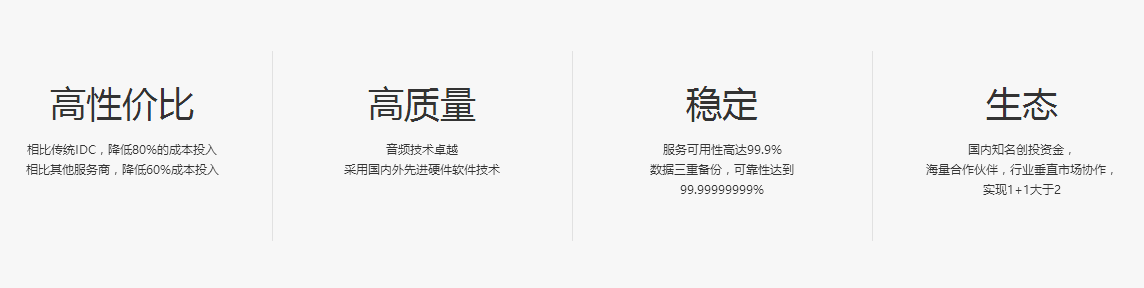 高性价比
相比传统IDC，降低80%的成本投入
相比其他服务商，降低60%成本投入
高质量
音频技术卓越
采用国内外先进硬件软件技术
稳定
服务可用性高达99.9%
数据三重备份，可靠性达到
99.99999999%
生态
国内知名创投资金，
海量合作伙伴，行业垂直市场协作，
实现1+1大于2